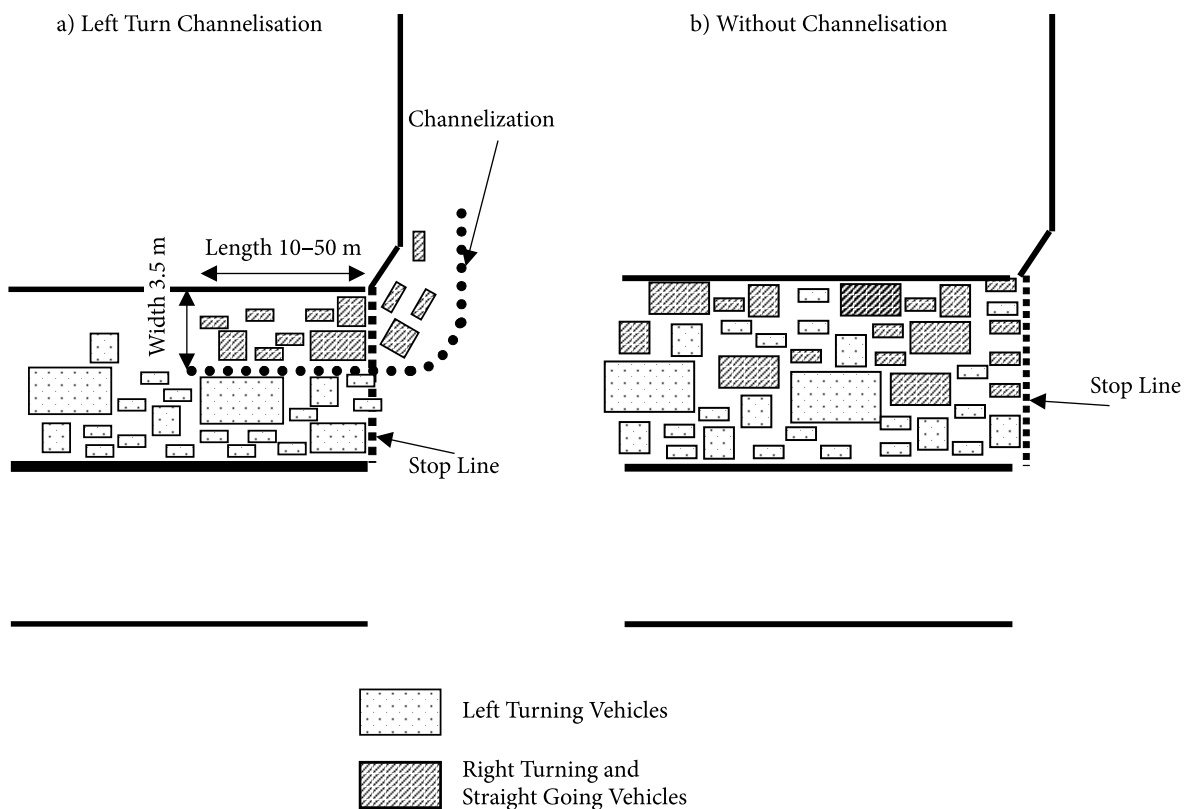 a) Left Turn Channelisation
b) Without Channelisation
Channelization
Length 10–50 m
Width 3.5 m
Stop Line
Stop Line
Left Turning Vehicles
Right Turning and
Straight Going Vehicles